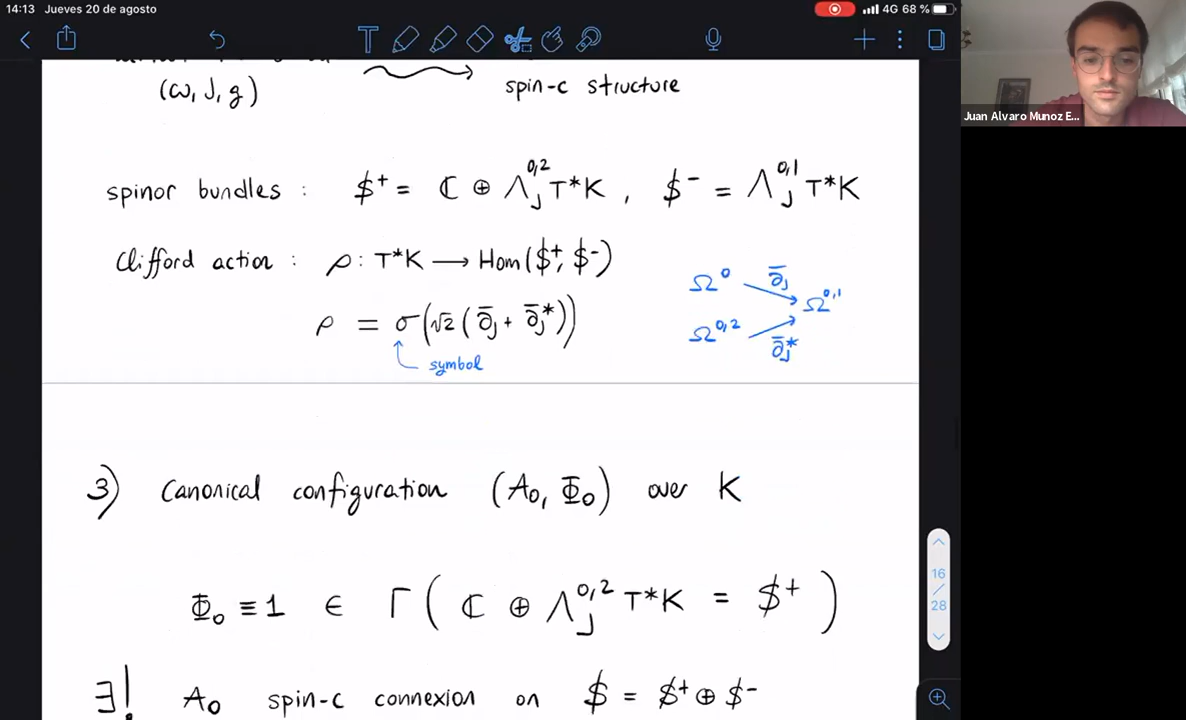 14:13 Jueves 20 de agosto
4G 68 %
(ω, J, g)
spin-c structure
spinor bundles : $⁺ = ℂ ⊕ Λ_J^{0,2} T*K , $⁻ = Λ_J^{0,1} T*K
Clifford action : ρ : T*K ⟶ Hom($⁺, $⁻)
ρ = σ(√2 (∂̄_J + ∂̄_J*))
symbol
Ω⁰ ∂̄_J Ω^{0,1}
Ω^{0,2} ∂̄_J*
3) Canonical configuration (A₀, Φ₀) over K
Φ₀ ≡ 1 ∈ Γ( ℂ ⊕ Λ_J^{0,2} T*K = $⁺ )
∃! A₀ spin-c connexion on $ = $⁺ ⊕ $⁻
16
/
28
Juan Alvaro Munoz E...